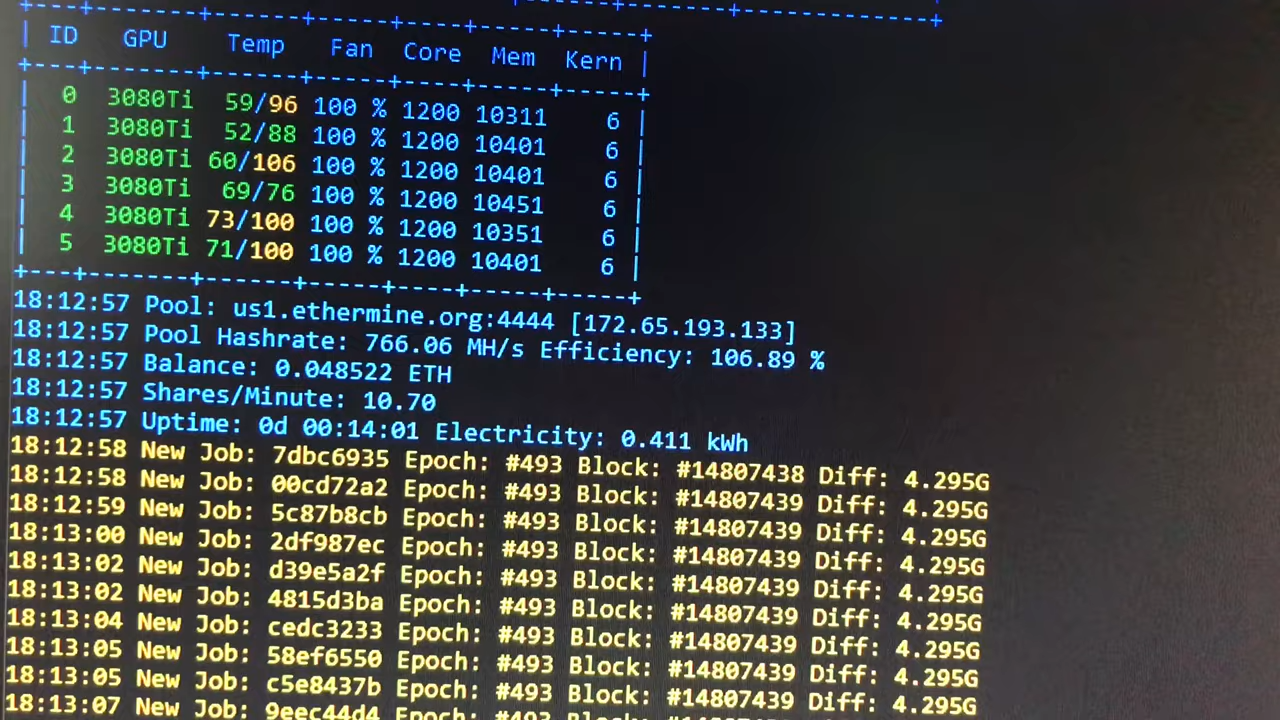 ID GPU Temp Fan Core Mem Kern
0 3080Ti 59/96 100 % 1200 10311 6
1 3080Ti 52/88 100 % 1200 10401 6
2 3080Ti 60/106 100 % 1200 10401 6
3 3080Ti 69/76 100 % 1200 10451 6
4 3080Ti 73/100 100 % 1200 10351 6
5 3080Ti 71/100 100 % 1200 10401 6
18:12:57 Pool: us1.ethermine.org:4444 [172.65.193.133]
18:12:57 Pool Hashrate: 766.06 MH/s Efficiency: 106.89 %
18:12:57 Balance: 0.048522 ETH
18:12:57 Shares/Minute: 10.70
18:12:57 Uptime: 0d 00:14:01 Electricity: 0.411 kWh
18:12:58 New Job: 7dbc6935 Epoch: #493 Block: #14807438 Diff: 4.295G
18:12:58 New Job: 00cd72a2 Epoch: #493 Block: #14807439 Diff: 4.295G
18:12:59 New Job: 5c87b8cb Epoch: #493 Block: #14807439 Diff: 4.295G
18:13:00 New Job: 2df987ec Epoch: #493 Block: #14807439 Diff: 4.295G
18:13:02 New Job: d39e5a2f Epoch: #493 Block: #14807439 Diff: 4.295G
18:13:02 New Job: 4815d3ba Epoch: #493 Block: #14807439 Diff: 4.295G
18:13:04 New Job: cedc3233 Epoch: #493 Block: #14807439 Diff: 4.295G
18:13:05 New Job: 58ef6550 Epoch: #493 Block: #14807439 Diff: 4.295G
18:13:05 New Job: c5e8437b Epoch: #493 Block: #14807439 Diff: 4.295G
18:13:07 New Job: 9eec44d4 Epoch: #493 Block: #14807439 Diff: 4.295G